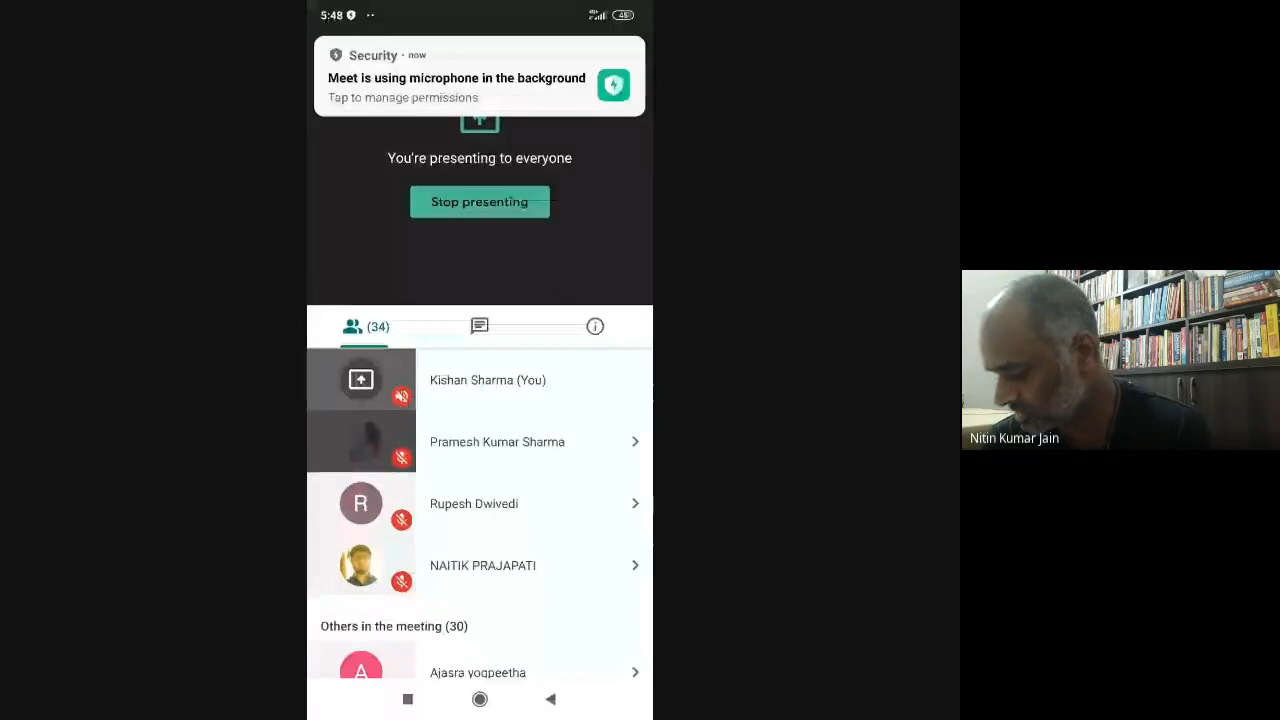 5:48
45
Security · now
Meet is using microphone in the background
Tap to manage permissions
You're presenting to everyone
Stop presenting
(34)
Kishan Sharma (You)
Pramesh Kumar Sharma
R
Rupesh Dwivedi
NAITIK PRAJAPATI
Others in the meeting (30)
A
Ajasra yogpeetha
Nitin Kumar Jain